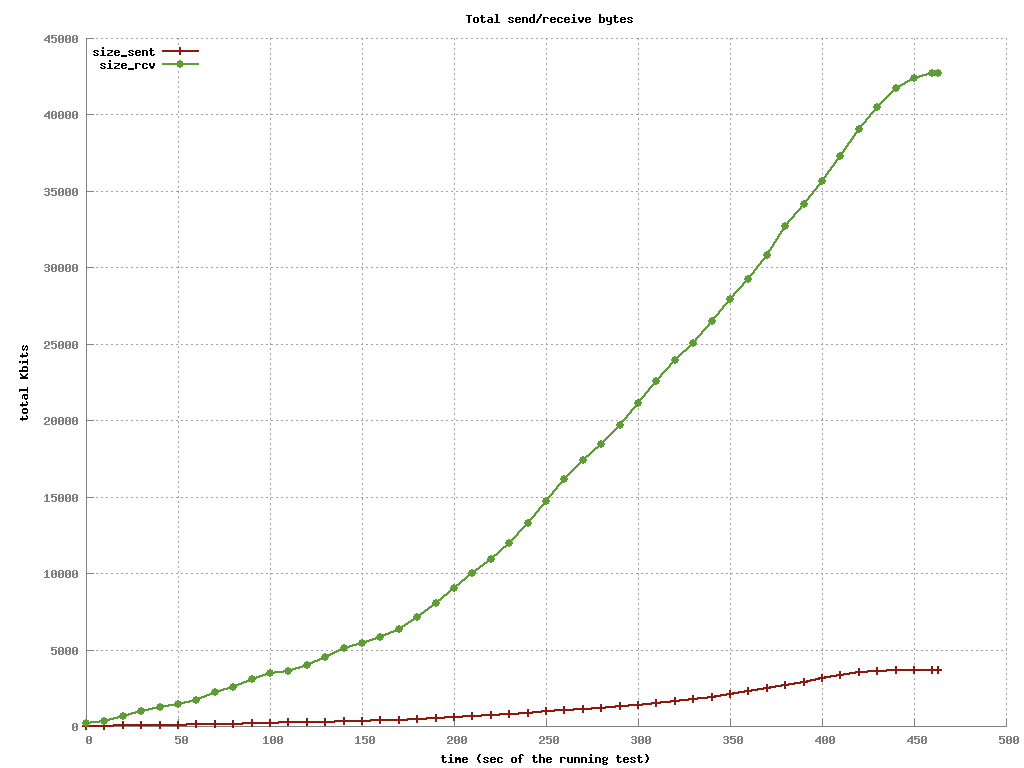 Total send/receive bytes
45000
size_sent
size_rcv
40000
35000
30000
25000
total Kbits
20000
15000
10000
5000
0
0 50 100 150 200 250 300 350 400 450 500
time (sec of the running test)